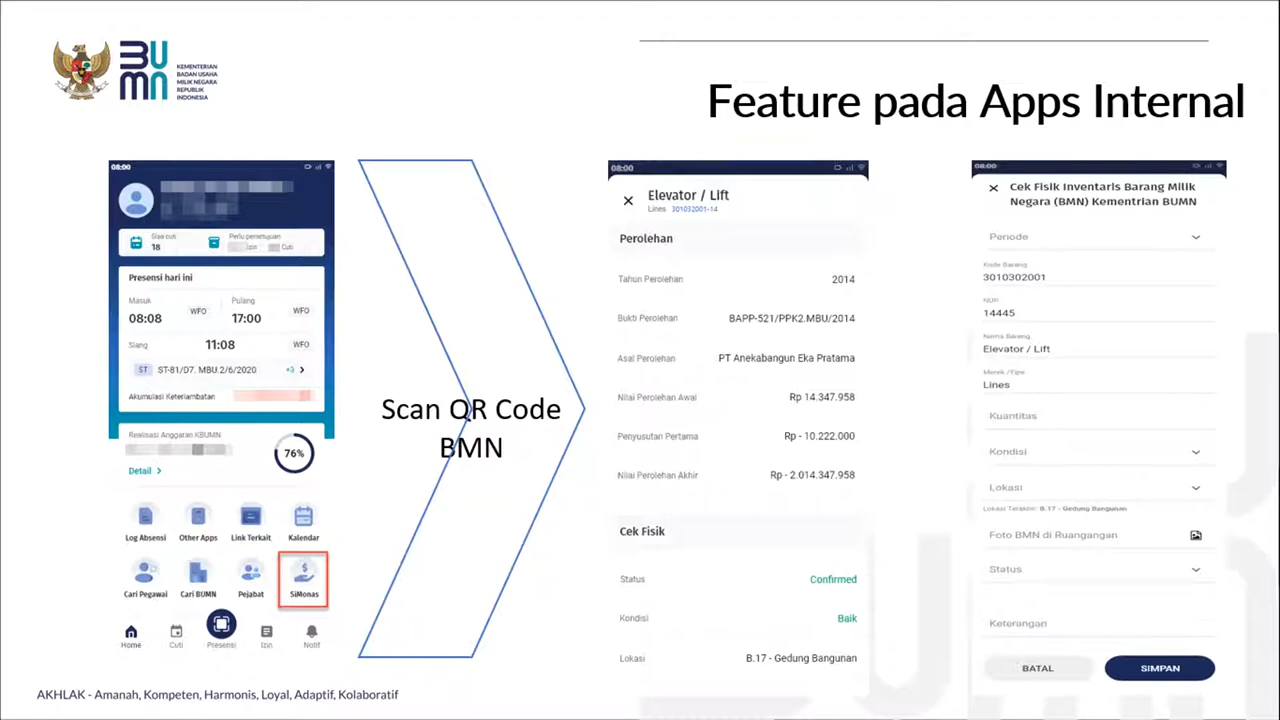 BUMN
KEMENTERIAN
BADAN USAHA
MILIK NEGARA
REPUBLIK
INDONESIA
Feature pada Apps Internal
08:00
Sisa cuti
18
Perlu persetujuan
Izin
Cuti
Presensi hari ini
Masuk
08:08
WFO
Pulang
17:00
WFO
Siang
11:08
WFO
ST
ST-81/D7. MBU.2/6/2020
+3
Akumulasi Keterlambatan
Realisasi Anggaran KBUMN
76%
Detail
Log Absensi
Other Apps
Link Terkait
Kalendar
Cari Pegawai
Cari BUMN
Pejabat
SiMonas
Home
Cuti
Presensi
Izin
Notif
Scan QR Code
BMN
08:00
Elevator / Lift
Lines 301032001-14
Perolehan
Tahun Perolehan 2014
Bukti Perolehan BAPP-521/PPK2.MBU/2014
Asal Perolehan PT Anekabangun Eka Pratama
Nilai Perolehan Awal Rp 14.347.958
Penyusutan Pertama Rp - 10.222.000
Nilai Perolehan Akhir Rp - 2.014.347.958
Cek Fisik
Status Confirmed
Kondisi Baik
Lokasi B.17 - Gedung Bangunan
08:00
Cek Fisik Inventaris Barang Milik
Negara (BMN) Kementrian BUMN
Periode
Kode Barang
3010302001
NUP
14445
Nama Barang
Elevator / Lift
Merek /Tipe
Lines
Kuantitas
Kondisi
Lokasi
Lokasi Terakhir: B.17 - Gedung Bangunan
Foto BMN di Ruangangan
Status
Keterangan
BATAL
SIMPAN
AKHLAK - Amanah, Kompeten, Harmonis, Loyal, Adaptif, Kolaboratif